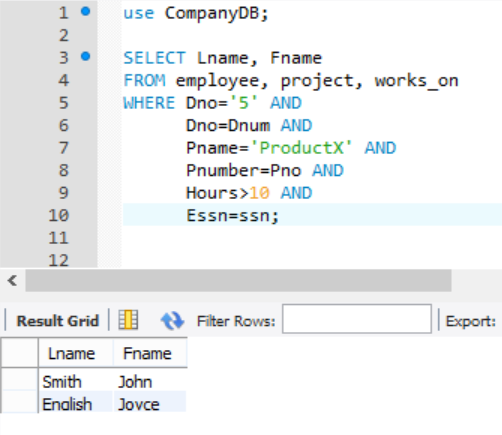 1 use CompanyDB;
2
3 SELECT Lname, Fname
4 FROM employee, project, works_on
5 WHERE Dno='5' AND
6 Dno=Dnum AND
7 Pname='ProductX' AND
8 Pnumber=Pno AND
9 Hours>10 AND
10 Essn=ssn;
11
12
Result Grid Filter Rows: Export:
Lname Fname
Smith John
English Joyce